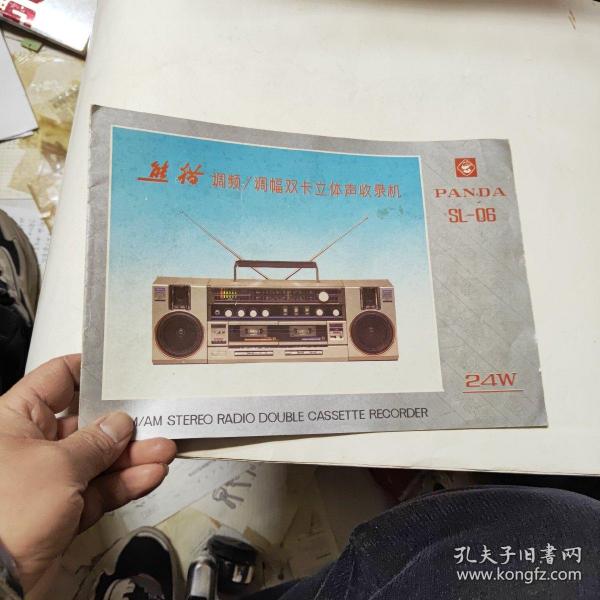 熊猫 调频/调幅双卡立体声收录机
PANDA
SL-06
24W
M/AM STEREO RADIO DOUBLE CASSETTE RECORDER
孔夫子旧書网
www.kongfz.com